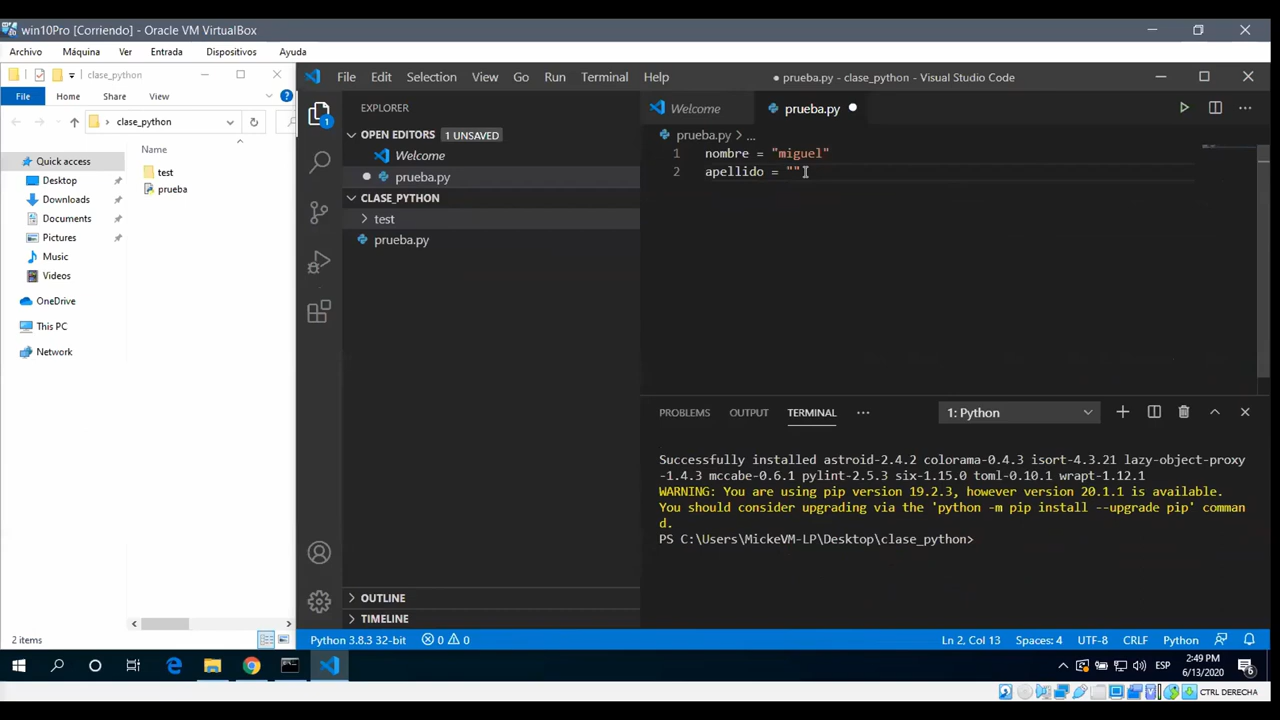 win10Pro [Corriendo] - Oracle VM VirtualBox
Archivo Máquina Ver Entrada Dispositivos Ayuda
clase_python
File Home Share View
clase_python
Name
Quick access
Desktop
Downloads
Documents
Pictures
Music
Videos
OneDrive
This PC
Network
test
prueba
2 items
File Edit Selection View Go Run Terminal Help
● prueba.py - clase_python - Visual Studio Code
EXPLORER
OPEN EDITORS 1 UNSAVED
Welcome
prueba.py
CLASE_PYTHON
test
prueba.py
OUTLINE
TIMELINE
1
Welcome prueba.py
prueba.py > ...
1 nombre = "miguel"
2 apellido = ""
PROBLEMS OUTPUT TERMINAL ... 1: Python
Successfully installed astroid-2.4.2 colorama-0.4.3 isort-4.3.21 lazy-object-proxy
-1.4.3 mccabe-0.6.1 pylint-2.5.3 six-1.15.0 toml-0.10.1 wrapt-1.12.1
WARNING: You are using pip version 19.2.3, however version 20.1.1 is available.
You should consider upgrading via the 'python -m pip install --upgrade pip' comman
d.
PS C:\Users\MickeVM-LP\Desktop\clase_python>
Python 3.8.3 32-bit 0 0 Ln 2, Col 13 Spaces: 4 UTF-8 CRLF Python
ESP 2:49 PM
6/13/2020 6
CTRL DERECHA